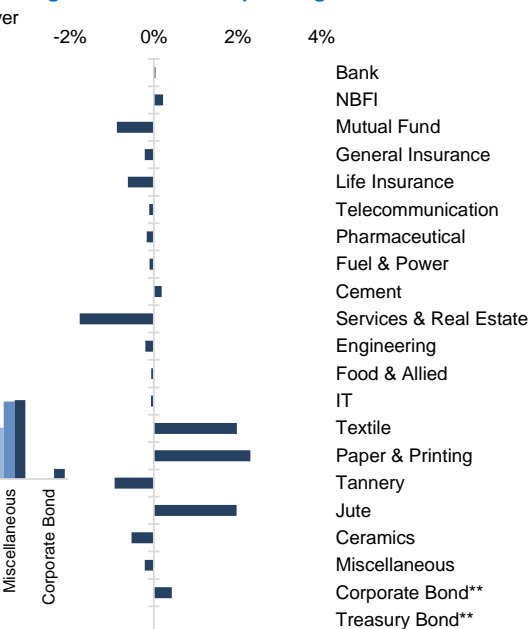 -2% 0% 2% 4%
Bank
NBFI
Mutual Fund
General Insurance
Life Insurance
Telecommunication
Pharmaceutical
Fuel & Power
Cement
Services & Real Estate
Engineering
Food & Allied
IT
Textile
Paper & Printing
Tannery
Jute
Ceramics
Miscellaneous
Corporate Bond**
Treasury Bond**
Miscellaneous
Corporate Bond